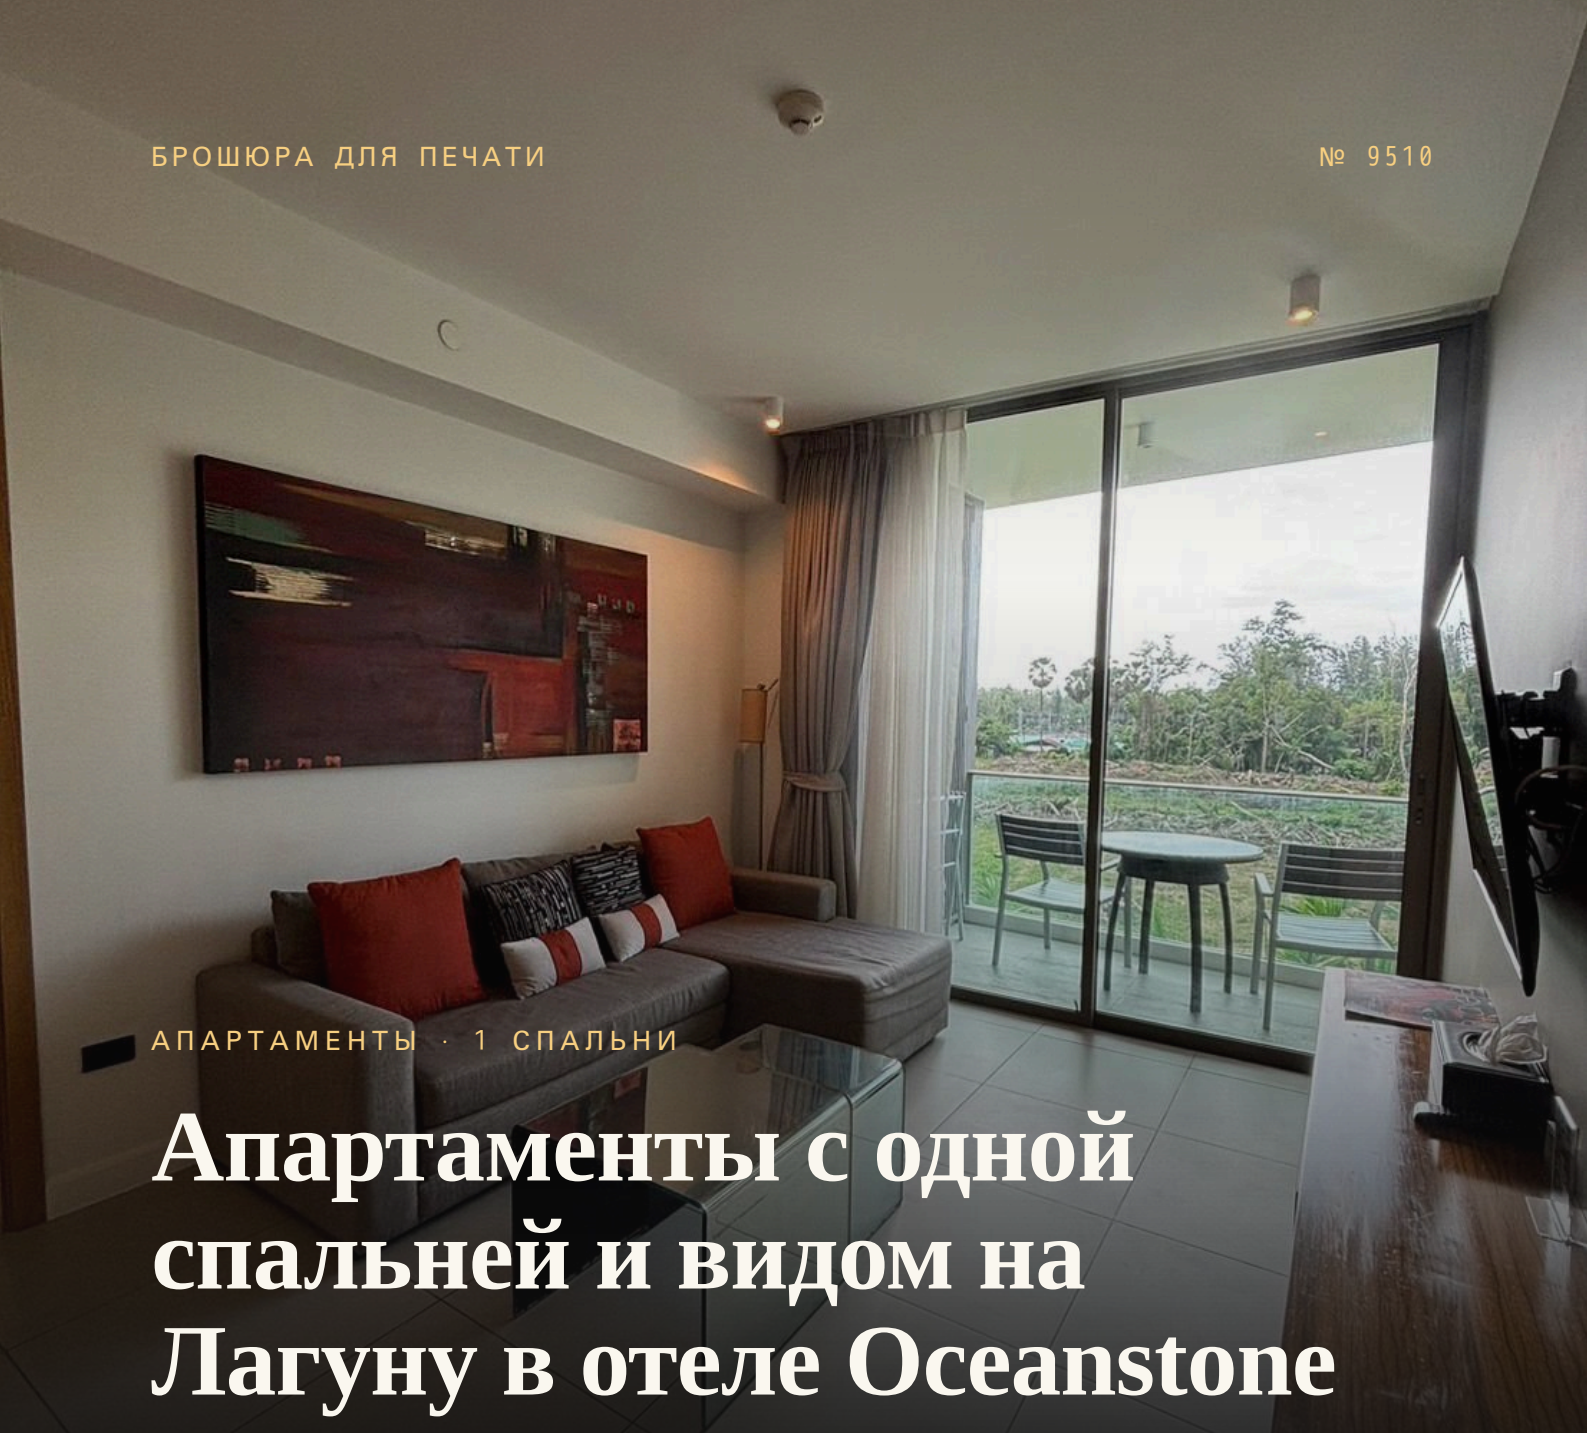 БРОШЮРА ДЛЯ ПЕЧАТИ
№ 9510
АПАРТАМЕНТЫ · 1 СПАЛЬНИ
Апартаменты с одной
спальней и видом на
Лагуну в отеле Oceanstone